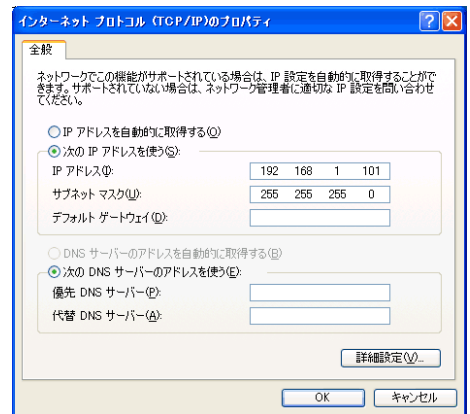 インターネット プロトコル (TCP/IP)のプロパティ
全般
ネットワークでこの機能がサポートされている場合は、IP 設定を自動的に取得することがで
きます。サポートされていない場合は、ネットワーク管理者に適切な IP 設定を問い合わせ
てください。
IP アドレスを自動的に取得する(O)
次の IP アドレスを使う(S):
IP アドレス(I): 192 168 1 101
サブネット マスク(U): 255 255 255 0
デフォルト ゲートウェイ(D):
DNS サーバーのアドレスを自動的に取得する(B)
次の DNS サーバーのアドレスを使う(E):
優先 DNS サーバー(P):
代替 DNS サーバー(A):
詳細設定(V)...
OK キャンセル